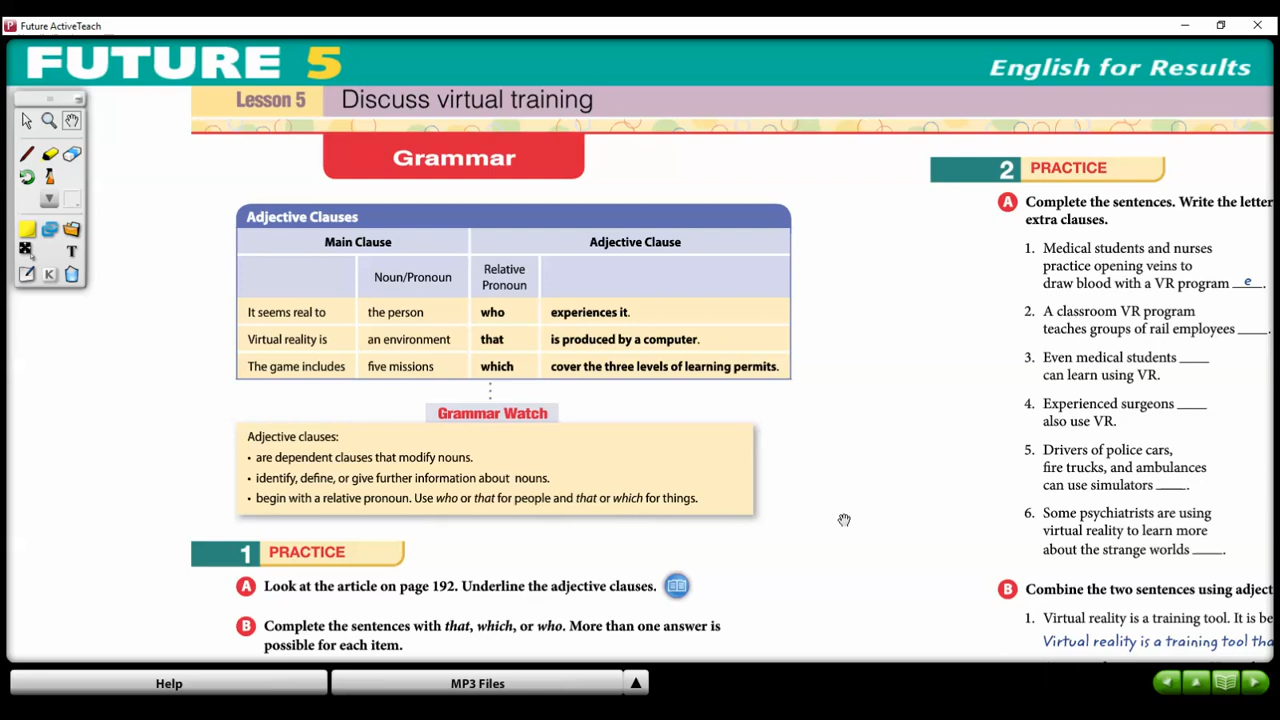 Future ActiveTeach
FUTURE 5
English for Results
Lesson 5 Discuss virtual training
Grammar
Adjective Clauses
Main Clause Adjective Clause
Noun/Pronoun Relative Pronoun
It seems real to the person who experiences it.
Virtual reality is an environment that is produced by a computer.
The game includes five missions which cover the three levels of learning permits.
Grammar Watch
Adjective clauses:
• are dependent clauses that modify nouns.
• identify, define, or give further information about nouns.
• begin with a relative pronoun. Use who or that for people and that or which for things.
1 PRACTICE
A Look at the article on page 192. Underline the adjective clauses.
B Complete the sentences with that, which, or who. More than one answer is
possible for each item.
2 PRACTICE
A Complete the sentences. Write the letter
extra clauses.
1. Medical students and nurses
practice opening veins to
draw blood with a VR program __e__.
2. A classroom VR program
teaches groups of rail employees ____.
3. Even medical students ____
can learn using VR.
4. Experienced surgeons ____
also use VR.
5. Drivers of police cars,
fire trucks, and ambulances
can use simulators ____.
6. Some psychiatrists are using
virtual reality to learn more
about the strange worlds ____.
B Combine the two sentences using adject
1. Virtual reality is a training tool. It is be
Virtual reality is a training tool tha
T
K
Help
MP3 Files